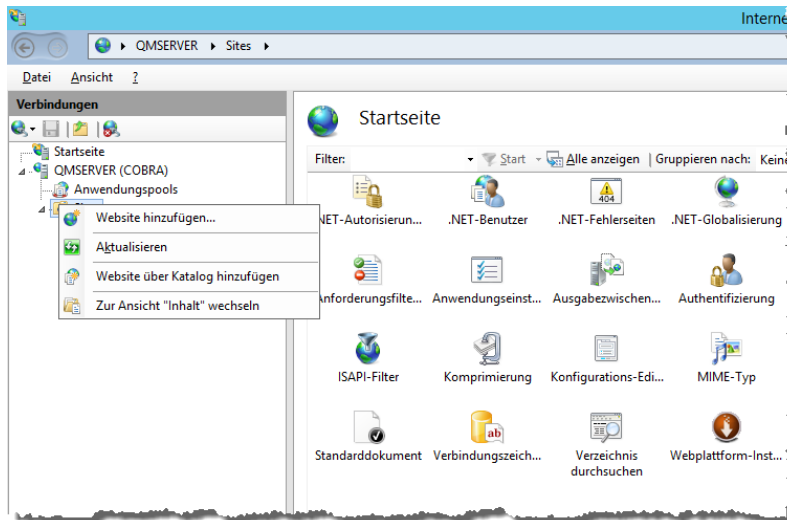 Interne
QMSERVER Sites
Datei Ansicht ?
Verbindungen
Startseite
QMSERVER (COBRA)
Anwendungspools
Website hinzufügen...
Aktualisieren
Website über Katalog hinzufügen
Zur Ansicht "Inhalt" wechseln
Startseite
Filter: Start Alle anzeigen Gruppieren nach: Keine
.NET-Autorisierun... .NET-Benutzer .NET-Fehlerseiten .NET-Globalisierung
404
Anforderungsfilte... Anwendungseinst... Ausgabezwischen... Authentifizierung
ISAPI-Filter Komprimierung Konfigurations-Edi... MIME-Typ
ab
Standarddokument Verbindungszeich... Verzeichnis durchsuchen Webplattform-Inst...